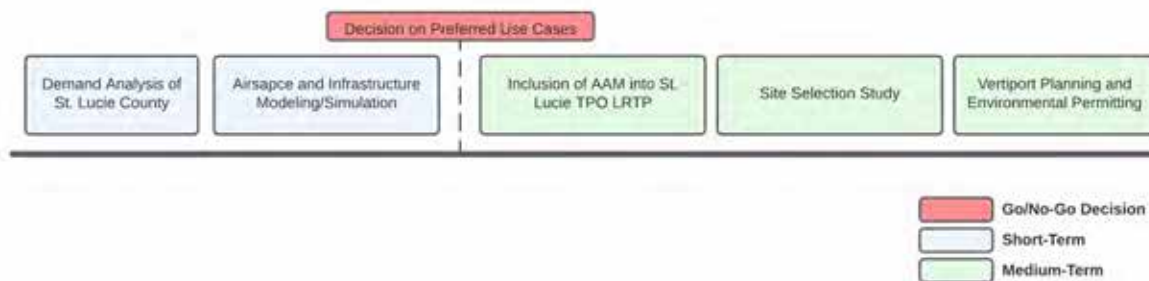 Decision on Preferred Use Cases
Demand Analysis of
St. Lucie County
Airsapce and Infrastructure
Modeling/Simulation
Inclusion of AAM into St.
Lucie TPO LRTP
Site Selection Study
Vertiport Planning and
Environmental Permitting
Go/No-Go Decision
Short-Term
Medium-Term